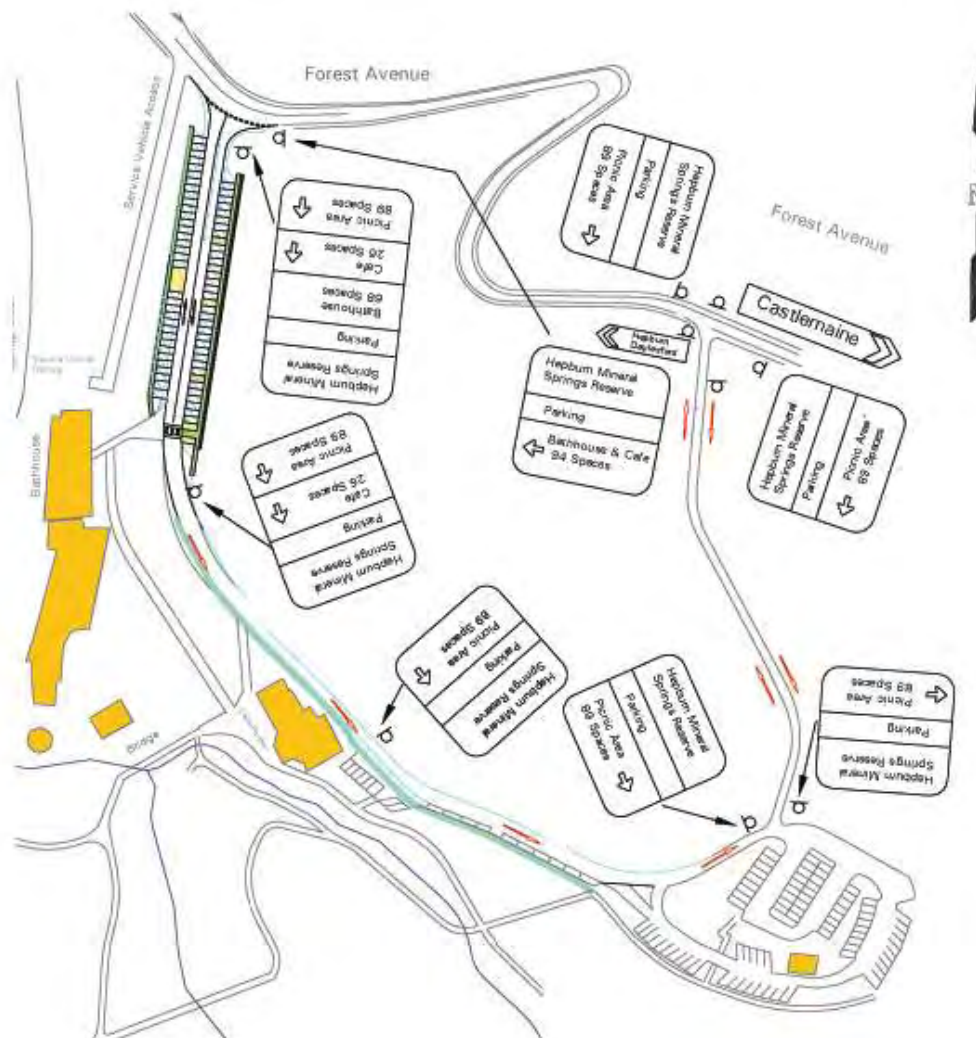 Forest Avenue
Service Vehicle Access
Hepburn Mineral
Springs Reserve
Parking
Picnic Area
89 Spaces
Forest Avenue
Castlemaine
Hepburn
Daylesford
Hepburn Mineral
Springs Reserve
Parking
Bathhouse
68 Spaces
Cafe
26 Spaces
Picnic Area
89 Spaces
Hepburn Mineral
Springs Reserve
Parking
Bathhouse & Cafe
94 Spaces
Hepburn Mineral
Springs Reserve
Parking
Picnic Area
89 Spaces
Bathhouse
Hepburn Mineral
Springs Reserve
Parking
Cafe
26 Spaces
Picnic Area
89 Spaces
Hepburn Mineral
Springs Reserve
Parking
Picnic Area
89 Spaces
Hepburn Mineral
Springs Reserve
Parking
Picnic Area
89 Spaces
Hepburn Mineral
Springs Reserve
Parking
Picnic Area
89 Spaces
Bridge